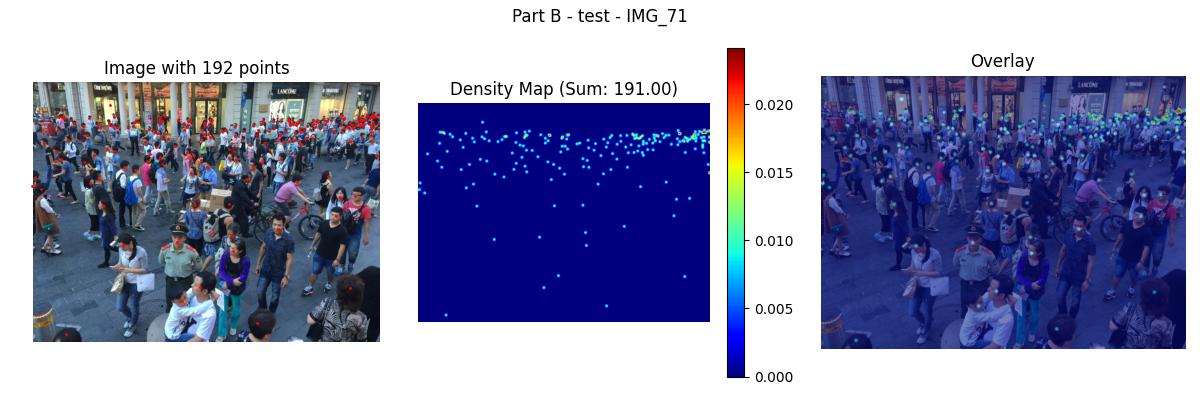 Part B - test - IMG_71
Image with 192 points
LANCÔME
Density Map (Sum: 191.00)
0.020
0.015
0.010
0.005
0.000
Overlay
LANCÔME